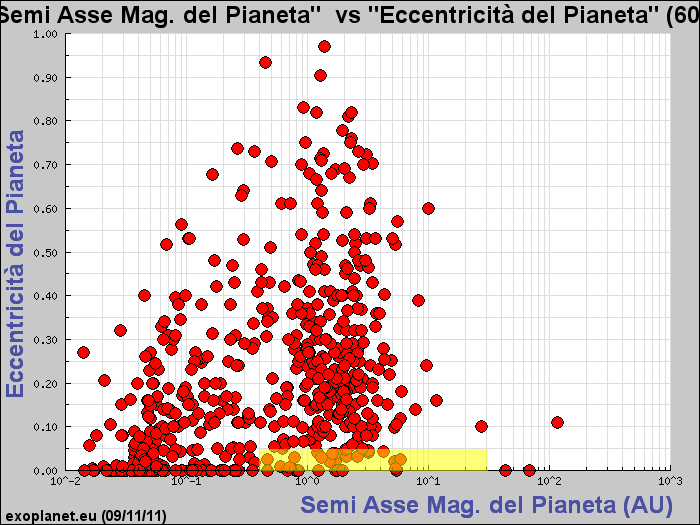 Semi Asse Mag. del Pianeta" vs "Eccentricità del Pianeta" (60
1.00
0.90
0.80
0.70
0.60
0.50
0.40
0.30
0.20
0.10
0.00
Eccentricità del Pianeta
10^-2 10^-1 10^0 10^+1 10^+2 10^+3
Semi Asse Mag. del Pianeta (AU)
exoplanet.eu (09/11/11)